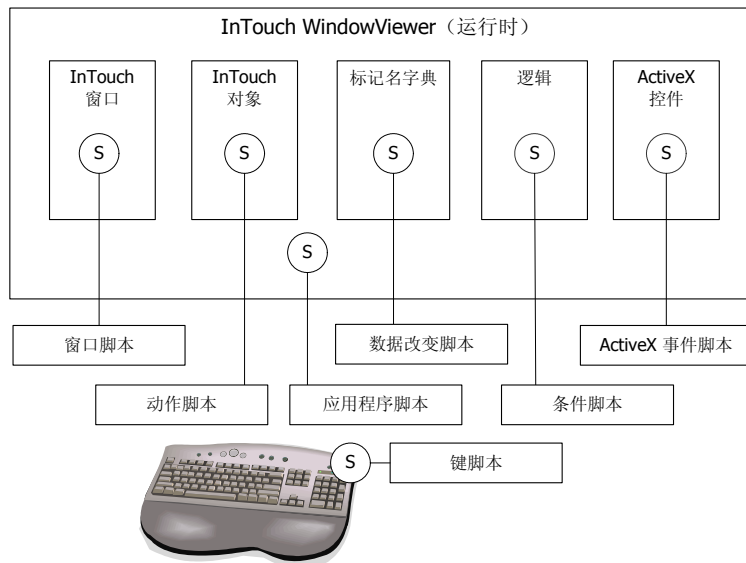 InTouch WindowViewer（运行时）
InTouch
窗口
InTouch
对象
标记名字典
逻辑
ActiveX
控件
S
S
S
S
S
S
窗口脚本
数据改变脚本
ActiveX 事件脚本
动作脚本
应用程序脚本
条件脚本
S
键脚本